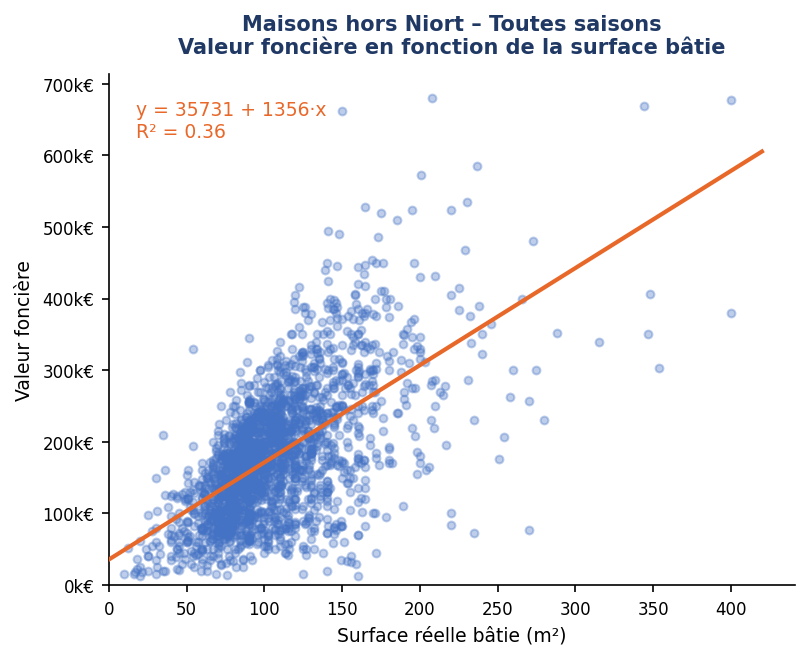 Maisons hors Niort – Toutes saisons
Valeur foncière en fonction de la surface bâtie
y = 35731 + 1356·x
R² = 0.36
Valeur foncière
700k€
600k€
500k€
400k€
300k€
200k€
100k€
0k€
0 50 100 150 200 250 300 350 400
Surface réelle bâtie (m²)